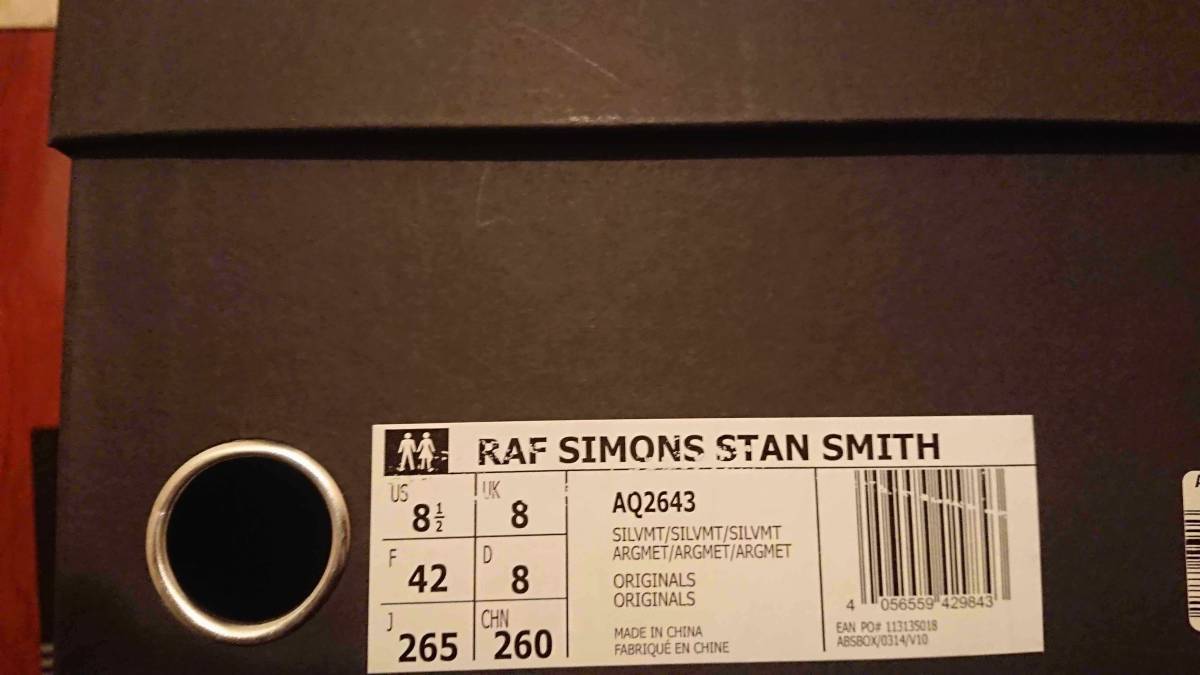 RAF SIMONS STAN SMITH
US 8½ UK 8
F 42 D 8
J 265 CHN 260
AQ2643
SILVMT/SILVMT/SILVMT
ARGMET/ARGMET/ARGMET
ORIGINALS
ORIGINALS
MADE IN CHINA
FABRIQUÉ EN CHINE
4 056559 429843
EAN PO# 113135018
ABSBOX/0314/V10